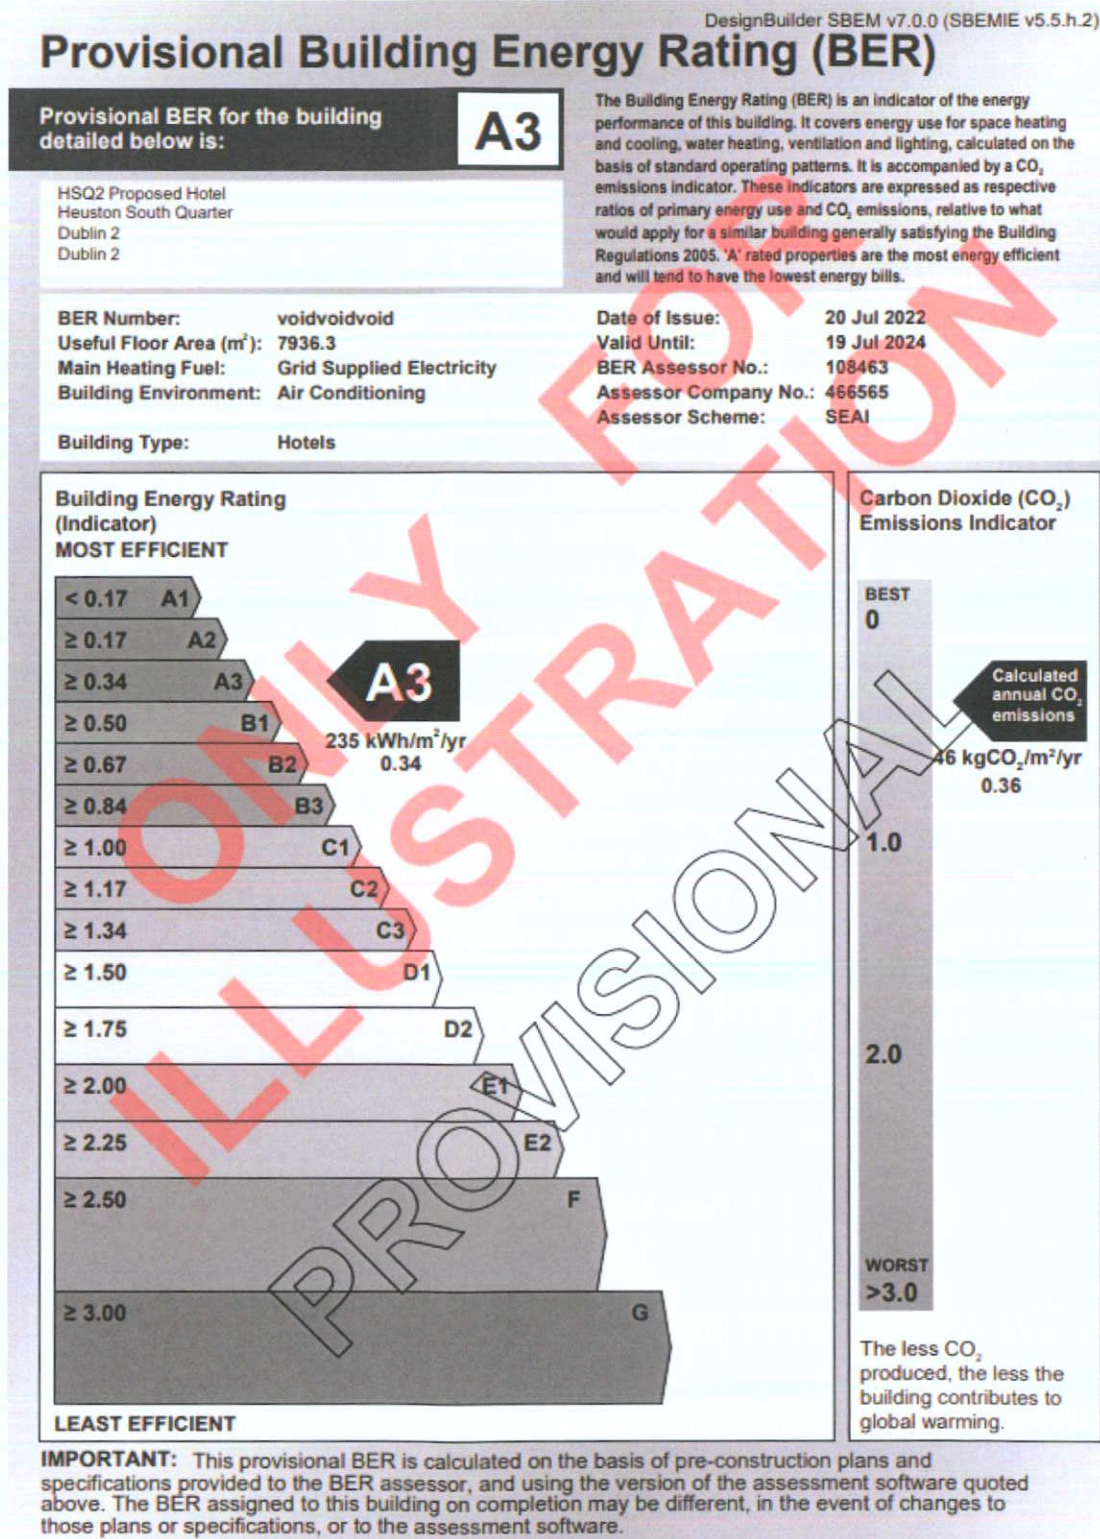 DesignBuilder SBEM v7.0.0 (SBEMIE v5.5.h.2)
Provisional Building Energy Rating (BER)
Provisional BER for the building
detailed below is:
A3
HSQ2 Proposed Hotel
Heuston South Quarter
Dublin 2
Dublin 2
The Building Energy Rating (BER) is an indicator of the energy
performance of this building. It covers energy use for space heating
and cooling, water heating, ventilation and lighting, calculated on the
basis of standard operating patterns. It is accompanied by a CO₂
emissions indicator. These indicators are expressed as respective
ratios of primary energy use and CO₂ emissions, relative to what
would apply for a similar building generally satisfying the Building
Regulations 2005. 'A' rated properties are the most energy efficient
and will tend to have the lowest energy bills.
BER Number: voidvoidvoid
Useful Floor Area (m²): 7936.3
Main Heating Fuel: Grid Supplied Electricity
Building Environment: Air Conditioning
Building Type: Hotels
Date of Issue: 20 Jul 2022
Valid Until: 19 Jul 2024
BER Assessor No.: 108463
Assessor Company No.: 466565
Assessor Scheme: SEAI
Building Energy Rating
(Indicator)
MOST EFFICIENT
< 0.17 A1
≥ 0.17 A2
≥ 0.34 A3
≥ 0.50 B1
≥ 0.67 B2
≥ 0.84 B3
≥ 1.00 C1
≥ 1.17 C2
≥ 1.34 C3
≥ 1.50 D1
≥ 1.75 D2
≥ 2.00 E1
≥ 2.25 E2
≥ 2.50 F
≥ 3.00 G
LEAST EFFICIENT
A3
235 kWh/m²/yr
0.34
Carbon Dioxide (CO₂)
Emissions Indicator
BEST
0
Calculated
annual CO₂
emissions
46 kgCO₂/m²/yr
0.36
1.0
2.0
WORST
>3.0
The less CO₂
produced, the less the
building contributes to
global warming.
ONLY FOR
ILLUSTRATION
PROVISIONAL
IMPORTANT: This provisional BER is calculated on the basis of pre-construction plans and
specifications provided to the BER assessor, and using the version of the assessment software quoted
above. The BER assigned to this building on completion may be different, in the event of changes to
those plans or specifications, or to the assessment software.